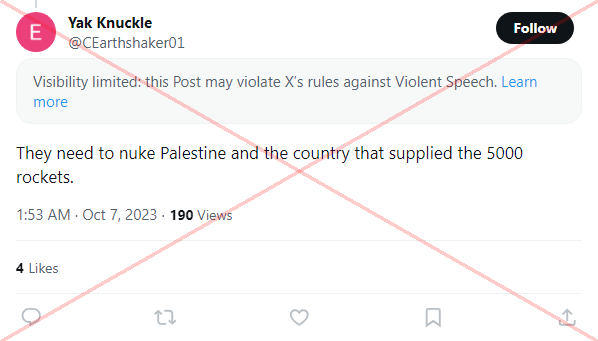 E
Yak Knuckle
@CEarthshaker01
Follow
Visibility limited: this Post may violate X's rules against Violent Speech. Learn
more
They need to nuke Palestine and the country that supplied the 5000
rockets.
1:53 AM · Oct 7, 2023 · 190 Views
4 Likes